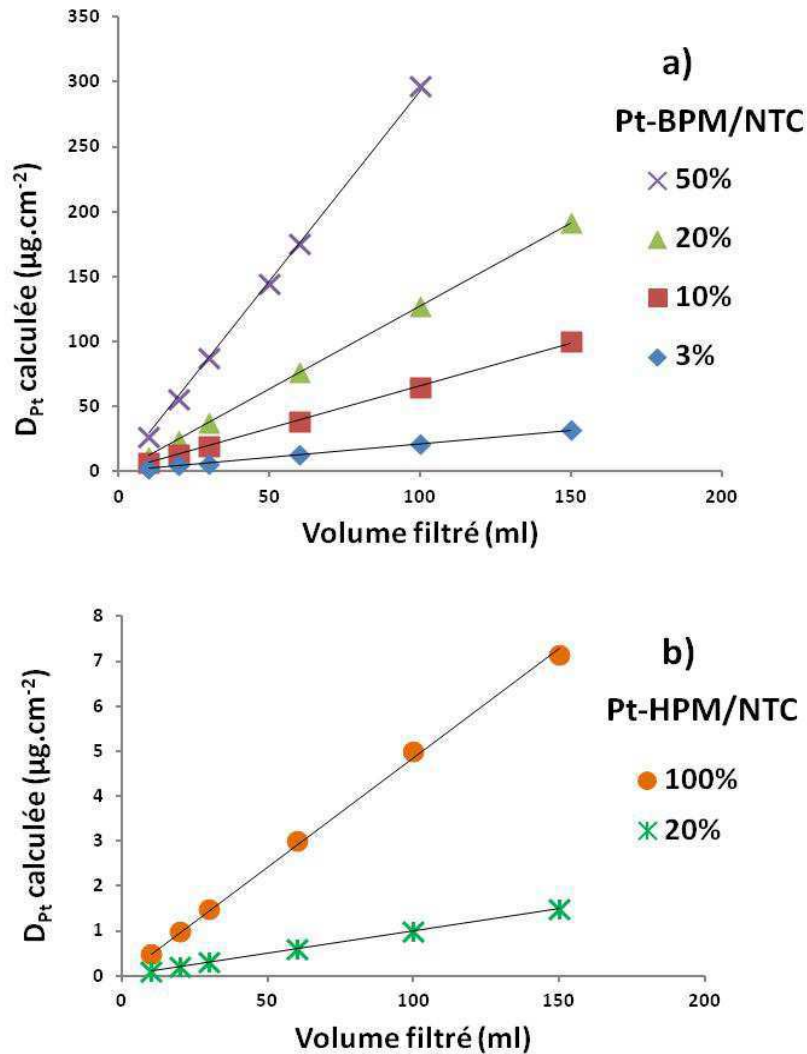 a)
Pt-BPM/NTC
50%
20%
10%
3%
350
300
250
200
150
100
50
0
D_Pt calculée (µg.cm⁻²)
0 50 100 150 200
Volume filtré (ml)
b)
Pt-HPM/NTC
100%
20%
8
7
6
5
4
3
2
1
0
D_Pt calculée (µg.cm⁻²)
0 50 100 150 200
Volume filtré (ml)